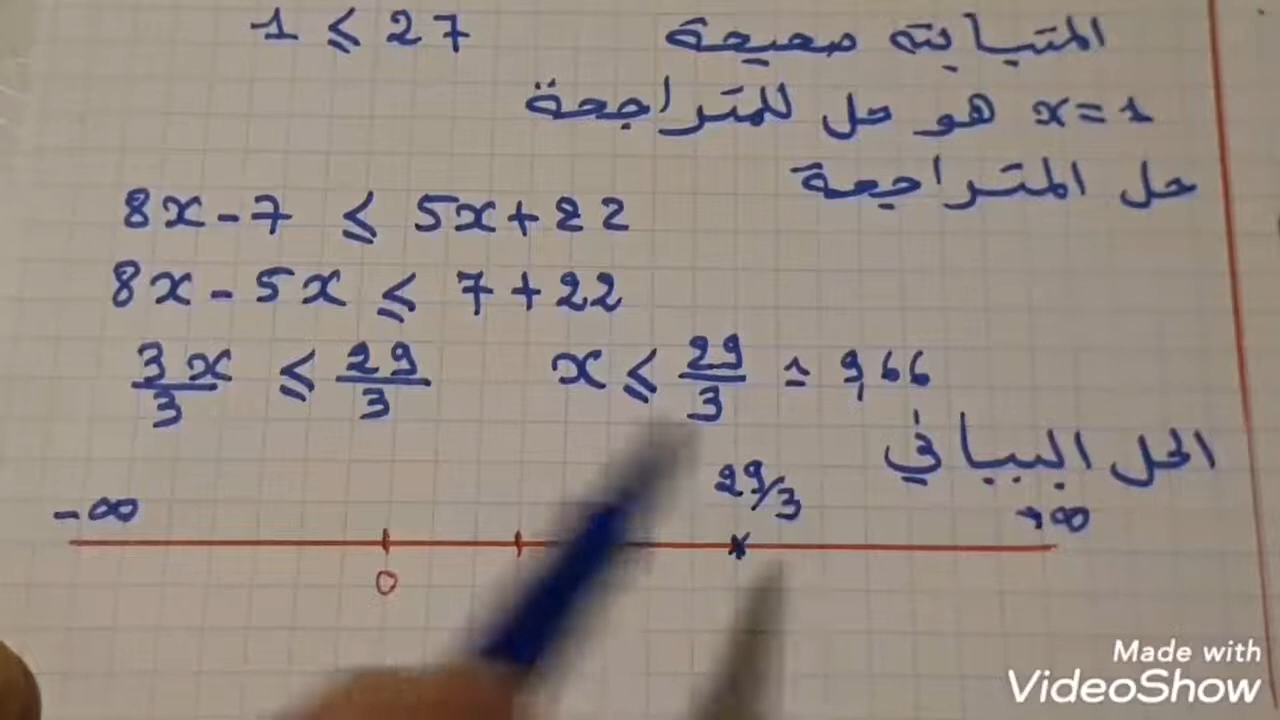 1 ≤ 27 المتباينة صحيحة
x=1 هو حل للمتراجحة
حل المتراجحة
8x-7 ≤ 5x+22
8x-5x ≤ 7+22
3x/3 ≤ 29/3 x ≤ 29/3 = 9,66
الحل البياني
-∞ 29/3 +∞
0
Made with
VideoShow